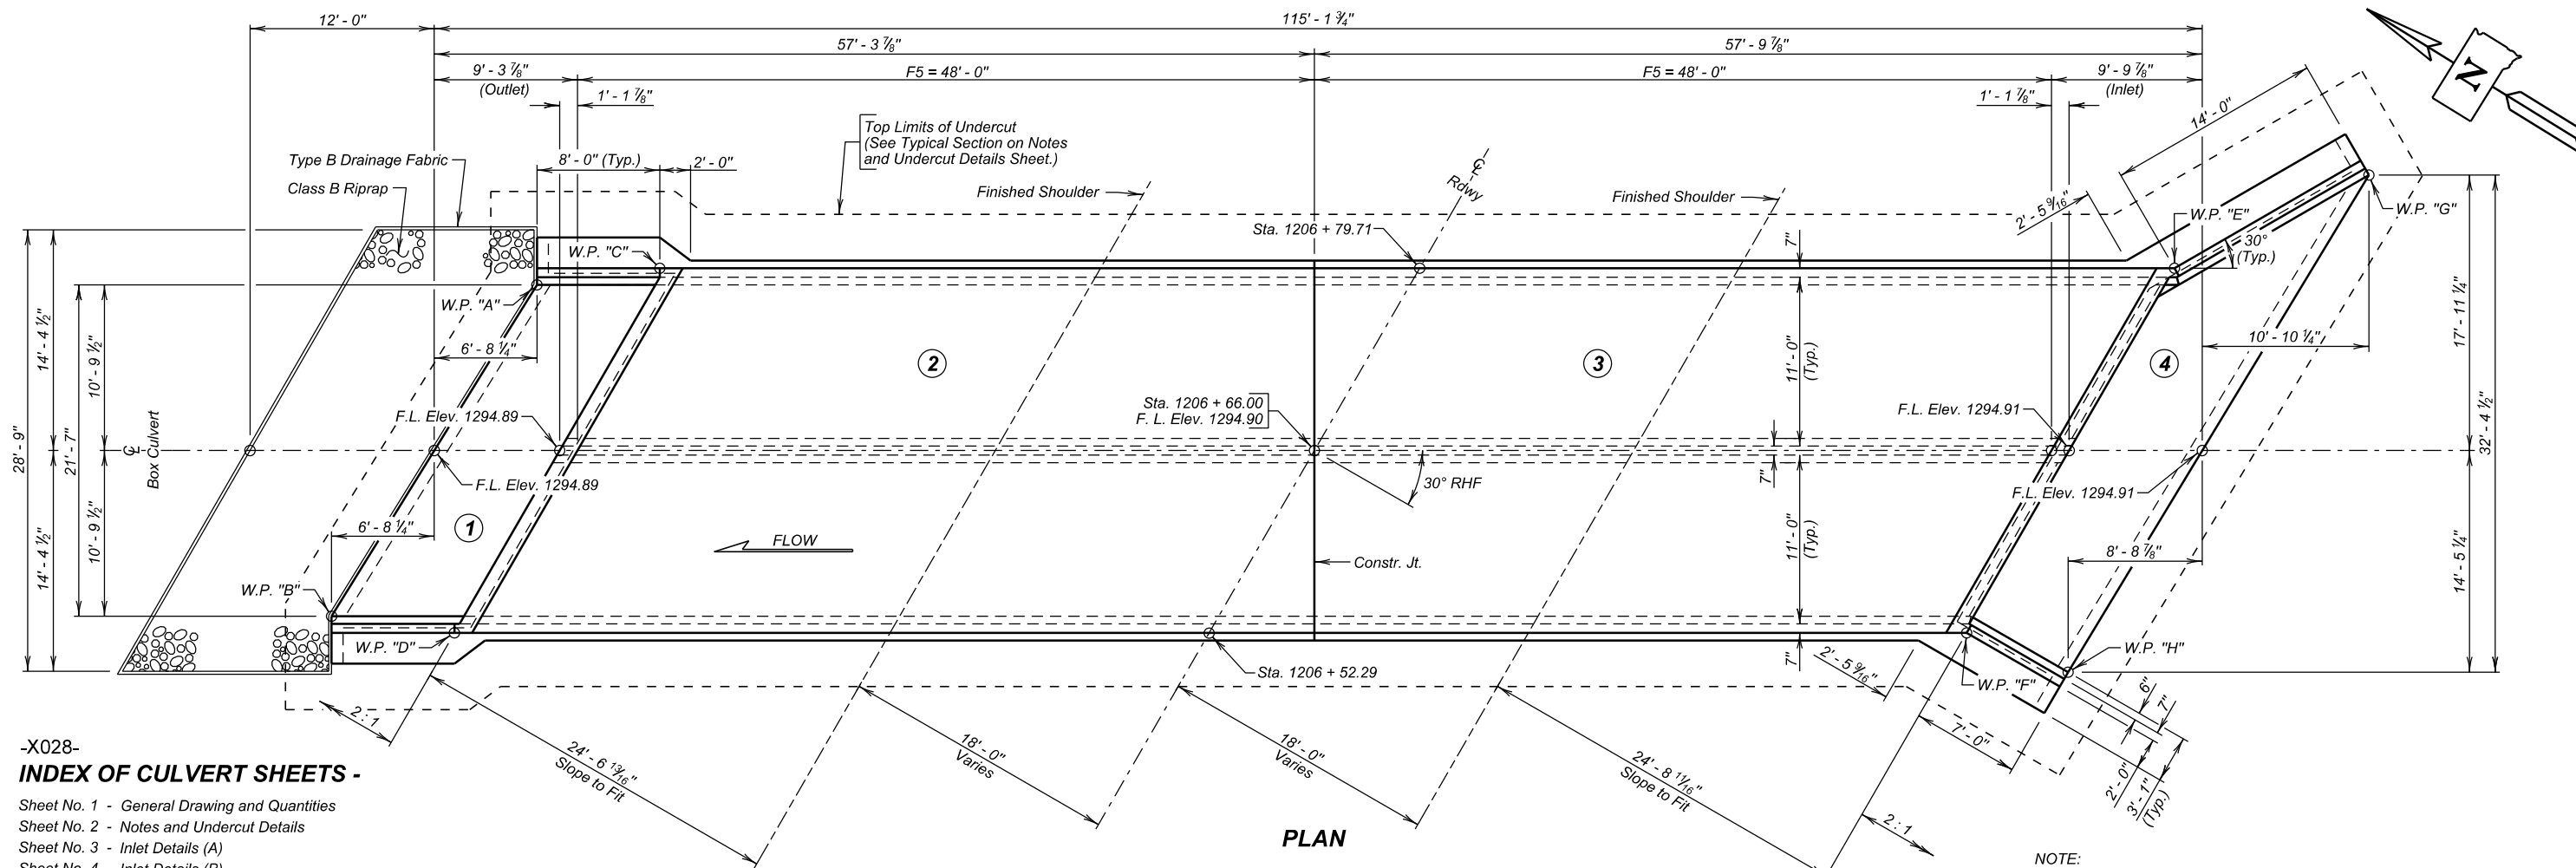 12' - 0"
115' - 1 3/4"
57' - 3 7/8"
57' - 9 7/8"
9' - 3 7/8"
(Outlet)
F5 = 48' - 0"
F5 = 48' - 0"
9' - 9 7/8"
(Inlet)
1' - 1 7/8"
1' - 1 7/8"
N
14' - 0"
Top Limits of Undercut
(See Typical Section on Notes
and Undercut Details Sheet.)
Type B Drainage Fabric
Class B Riprap
8' - 0" (Typ.)
2' - 0"
Finished Shoulder
℄
Rdwy
Finished Shoulder
2' - 5 9/16"
W.P. "E"
W.P. "G"
Sta. 1206 + 79.71
7"
30°
(Typ.)
W.P. "C"
W.P. "A"
6' - 8 1/4"
14' - 4 1/2"
10' - 9 1/2"
28' - 9"
21' - 7"
℄
Box Culvert
2
3
4
11' - 0"
(Typ.)
10' - 10 1/4"
17' - 11 1/4"
32' - 4 1/2"
F.L. Elev. 1294.89
Sta. 1206 + 66.00
F. L. Elev. 1294.90
F.L. Elev. 1294.91
F.L. Elev. 1294.89
30° RHF
7"
F.L. Elev. 1294.91
6' - 8 1/4"
1
FLOW
Constr. Jt.
11' - 0"
(Typ.)
8' - 8 7/8"
14' - 5 1/4"
14' - 4 1/2"
10' - 9 1/2"
W.P. "B"
W.P. "D"
Sta. 1206 + 52.29
7"
2' - 5 9/16"
W.P. "F"
W.P. "H"
6"
7"
2 : 1
24' - 6 13/16"
Slope to Fit
18' - 0"
Varies
18' - 0"
Varies
24' - 8 11/16"
Slope to Fit
7' - 0"
2' - 0"
3' - 1"
(Typ.)
2 : 1
-X028-
INDEX OF CULVERT SHEETS -
Sheet No. 1 - General Drawing and Quantities
Sheet No. 2 - Notes and Undercut Details
Sheet No. 3 - Inlet Details (A)
Sheet No. 4 - Inlet Details (B)
PLAN
NOTE: